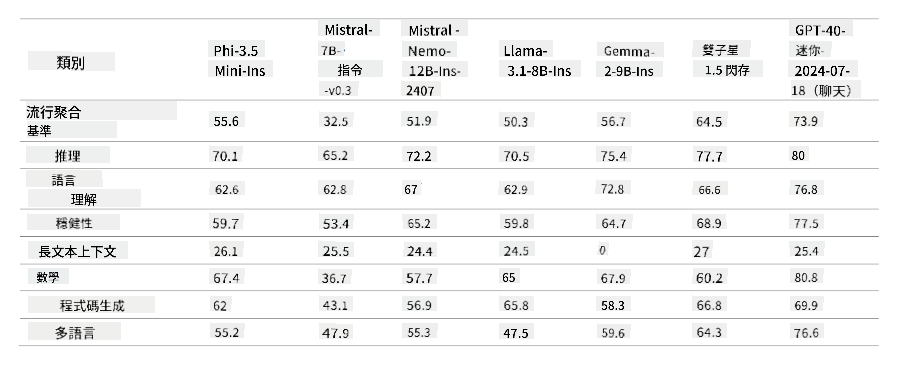 類別 Phi-3.5 Mini-Ins Mistral-7B-指令-v0.3 Mistral -Nemo-12B-Ins-2407 Llama-3.1-8B-Ins Gemma-2-9B-Ins 雙子星 1.5 閃存 GPT-40-迷你-2024-07-18（聊天）
流行聚合
基準 55.6 32.5 51.9 50.3 56.7 64.5 73.9
推理 70.1 65.2 72.2 70.5 75.4 77.7 80
語言
理解 62.6 62.8 67 62.9 72.8 66.6 76.8
穩健性 59.7 53.4 65.2 59.8 64.7 68.9 77.5
長文本上下文 26.1 25.5 24.4 24.5 0 27 25.4
數學 67.4 36.7 57.7 65 67.9 60.2 80.8
程式碼生成 62 43.1 56.9 65.8 58.3 66.8 69.9
多語言 55.2 47.9 55.3 47.5 59.6 64.3 76.6